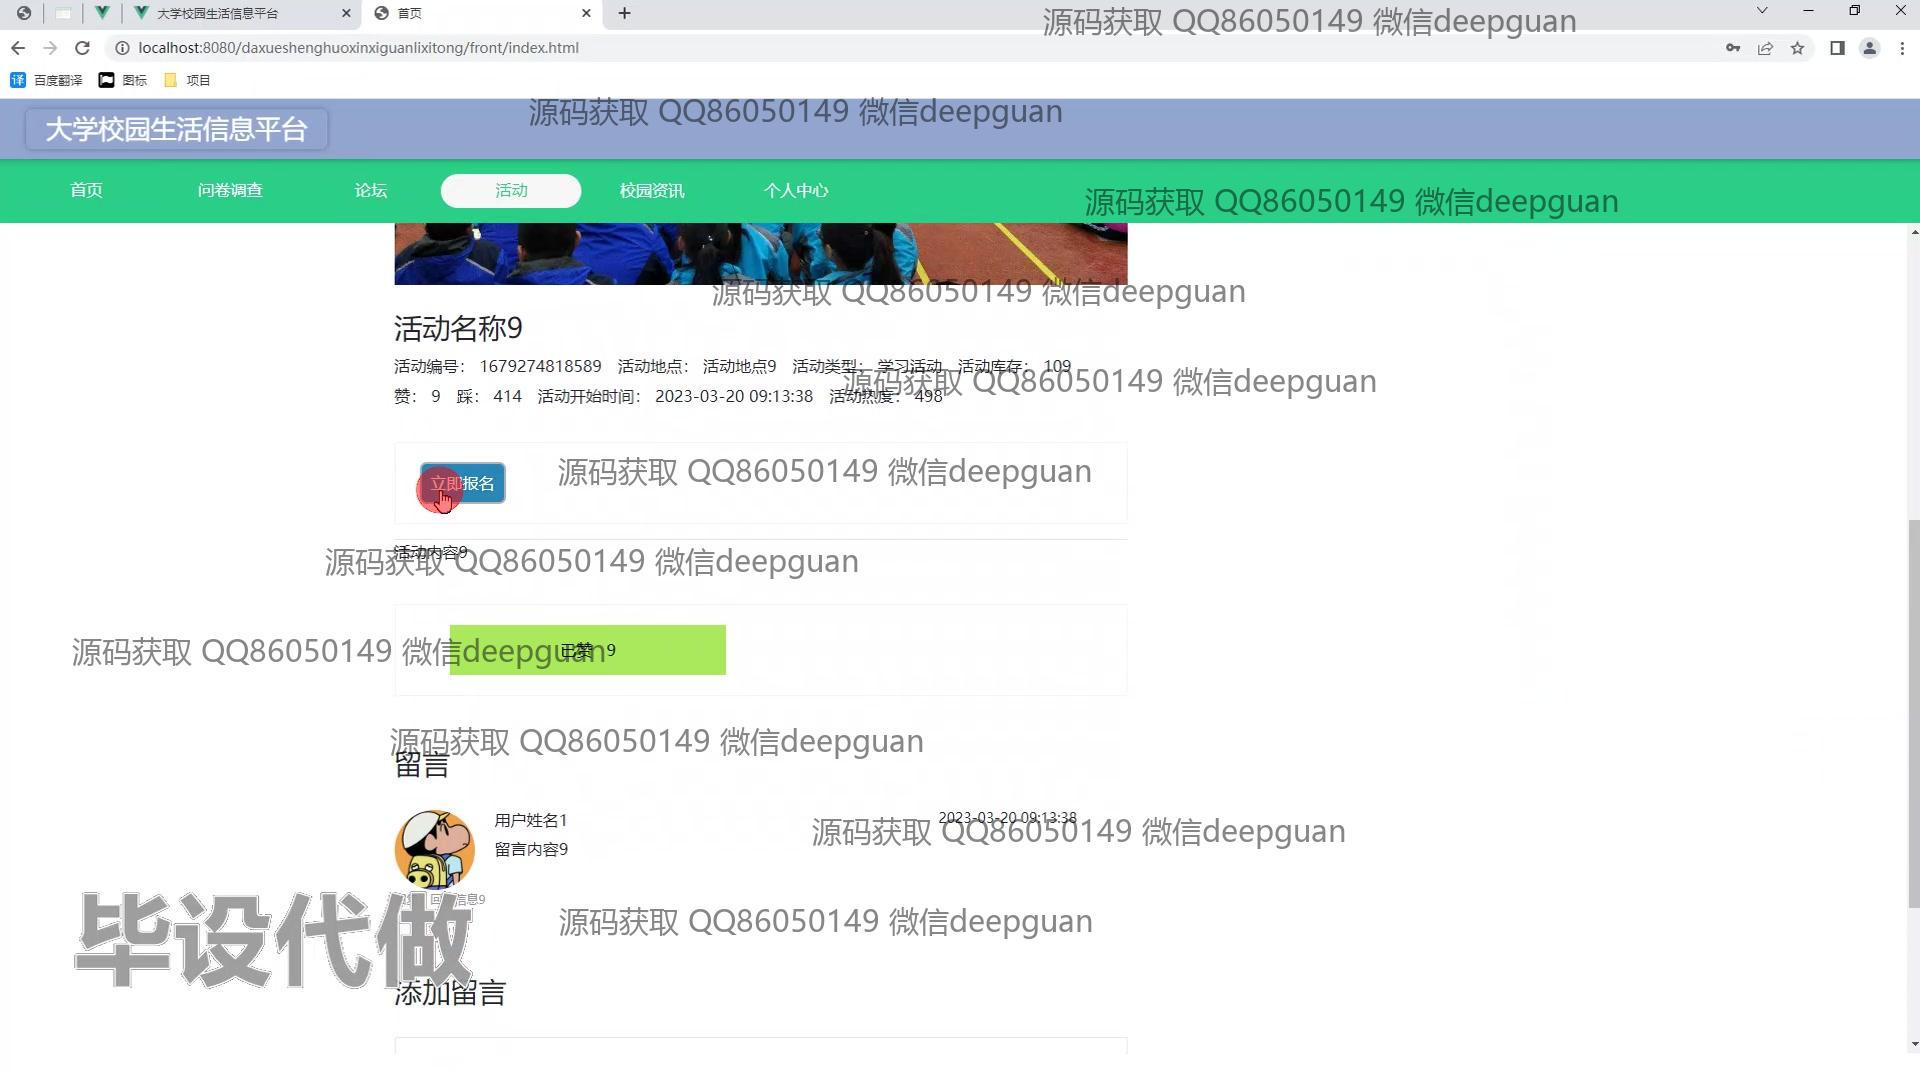 大学校园生活信息平台
首页
源码获取 QQ86050149 微信deepguan
localhost:8080/daxueshenghuoxinxiguanlixitong/front/index.html
译 百度翻译 图标 项目
大学校园生活信息平台
源码获取 QQ86050149 微信deepguan
首页 问卷调查 论坛 活动 校园资讯 个人中心
源码获取 QQ86050149 微信deepguan
源码获取 QQ86050149 微信deepguan
活动名称9
活动编号： 1679274818589 活动地点： 活动地点9 活动类型： 学习活动 活动库存： 109
源码获取 QQ86050149 微信deepguan
赞： 9 踩： 414 活动开始时间： 2023-03-20 09:13:38 活动热度： 498
立即报名
源码获取 QQ86050149 微信deepguan
活动内容9
源码获取 QQ86050149 微信deepguan
已赞 9
源码获取 QQ86050149 微信deepguan
源码获取 QQ86050149 微信deepguan
留言
用户姓名1
2023-03-20 09:13:38
源码获取 QQ86050149 微信deepguan
留言内容9
信息9
源码获取 QQ86050149 微信deepguan
毕设代做
添加留言